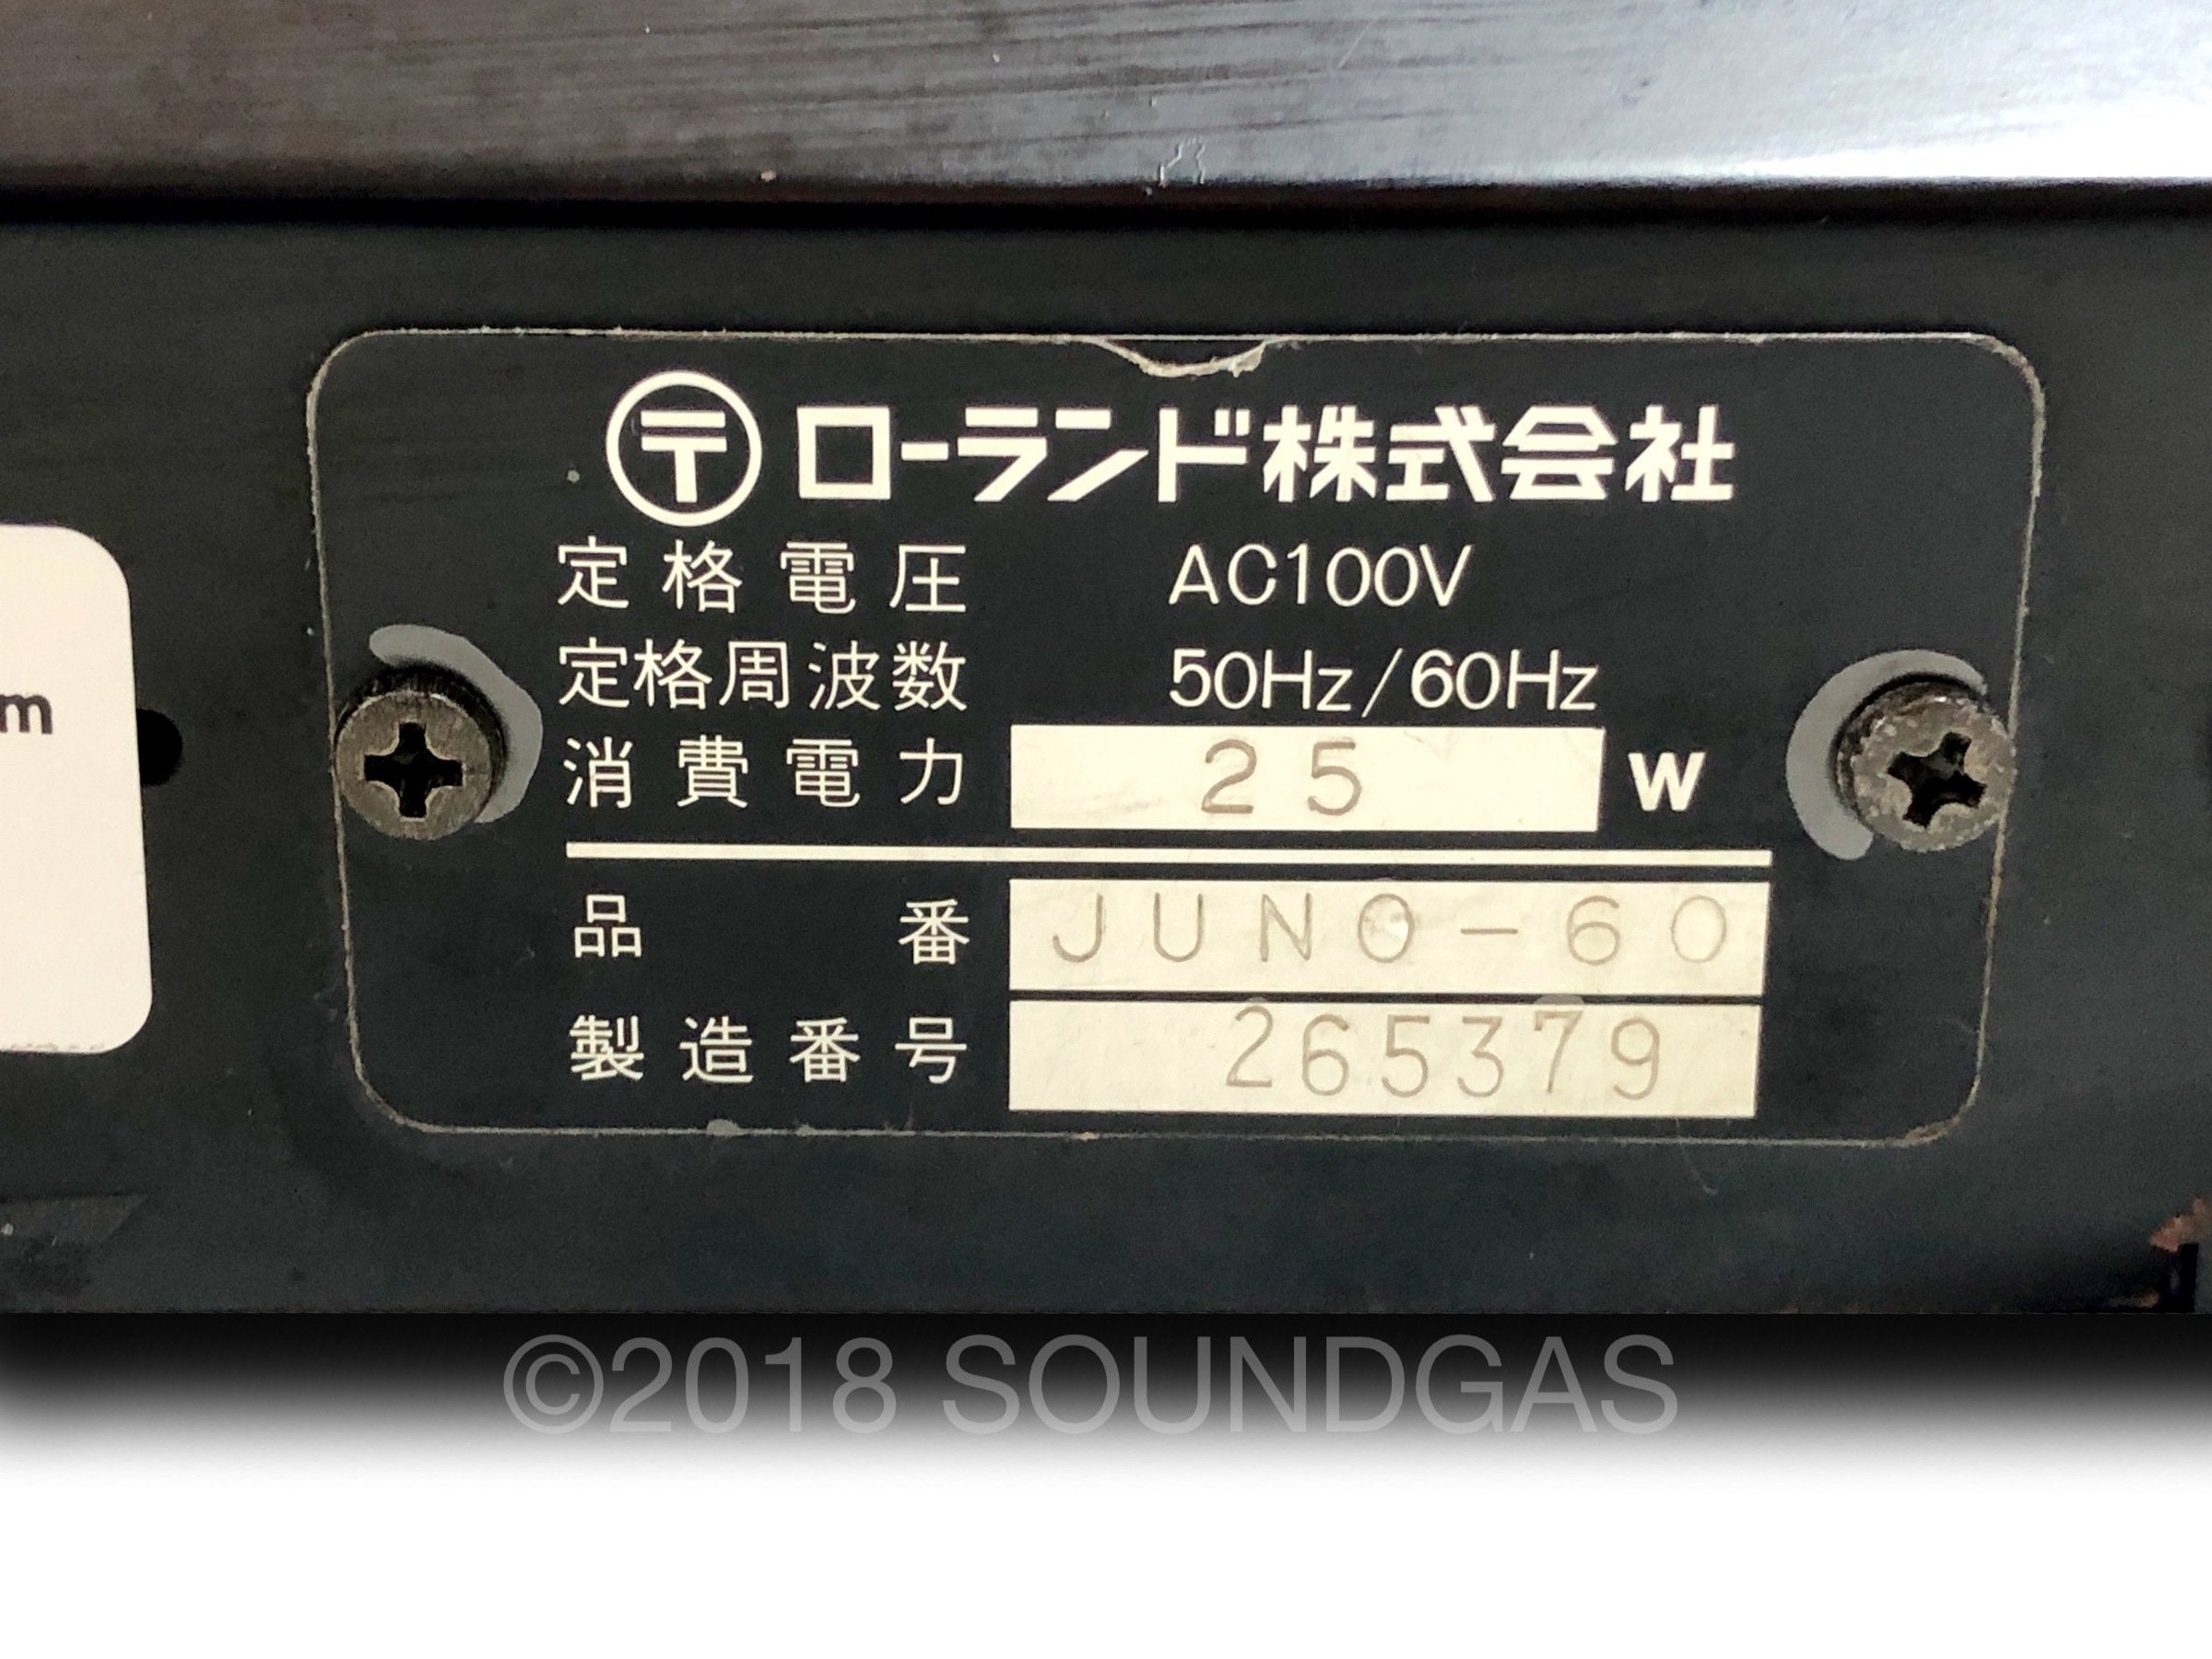 〒 ローランド株式会社
定格電圧 AC100V
定格周波数 50Hz/60Hz
消費電力 25 W
品番 JUNO-60
製造番号 265379
m
©2018 SOUNDGAS